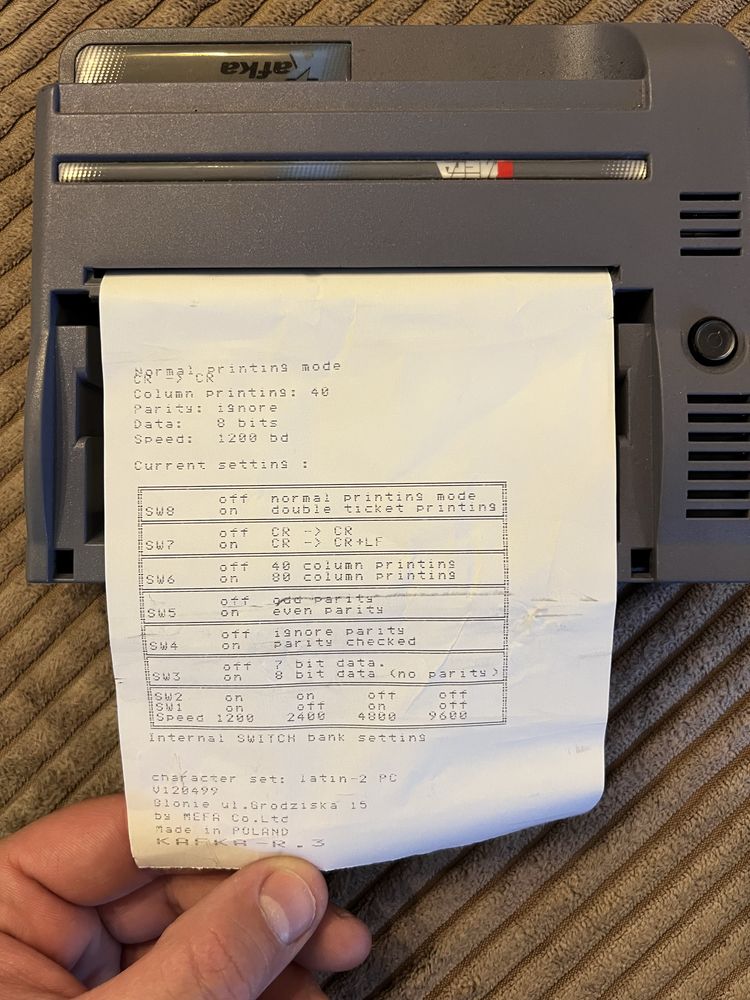 Kafka
MEFA
Normal printing mode
CR -> CR
Column printing: 40
Parity: ignore
Data: 8 bits
Speed: 1200 bd
Current setting :
off normal printing mode
SW8 on double ticket printing
off CR -> CR
SW7 on CR -> CR+LF
off 40 column printing
SW6 on 80 column printing
off odd parity
SW5 on even parity
off ignore parity
SW4 on parity checked
off 7 bit data.
SW3 on 8 bit data (no parity)
SW2 on on off off
SW1 on off on off
Speed 1200 2400 4800 9600
Internal SWITCH bank setting
character set: latin-2 PC
V120499
Blonie ul.Grodziska 15
by MEFA Co.Ltd
Made in POLAND
KAFKA-R.3